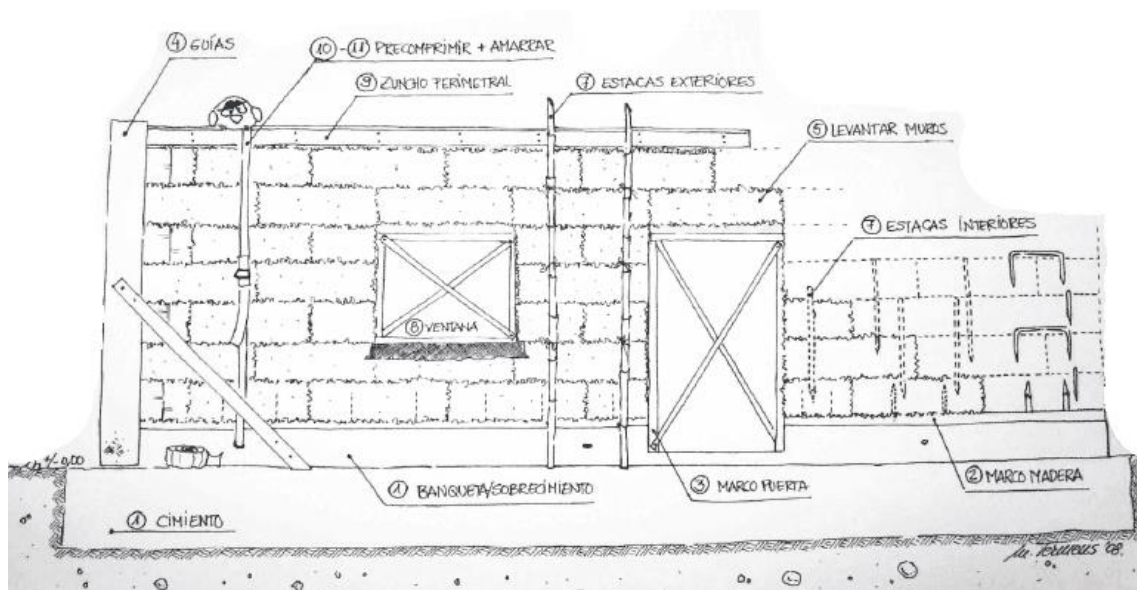 ④ GUÍAS
⑩-⑪ PRECOMPRIMIR + AMARRAR
⑨ ZUNCHO PERIMETRAL
⑦ ESTACAS EXTERIORES
⑤ LEVANTAR MUROS
⑦ ESTACAS INTERIORES
⑧ VENTANA
+/- 0,00
① BANQUETA/SOBRECIMIENTO
③ MARCO PUERTA
② MARCO MADERA
① CIMIENTO
'08.